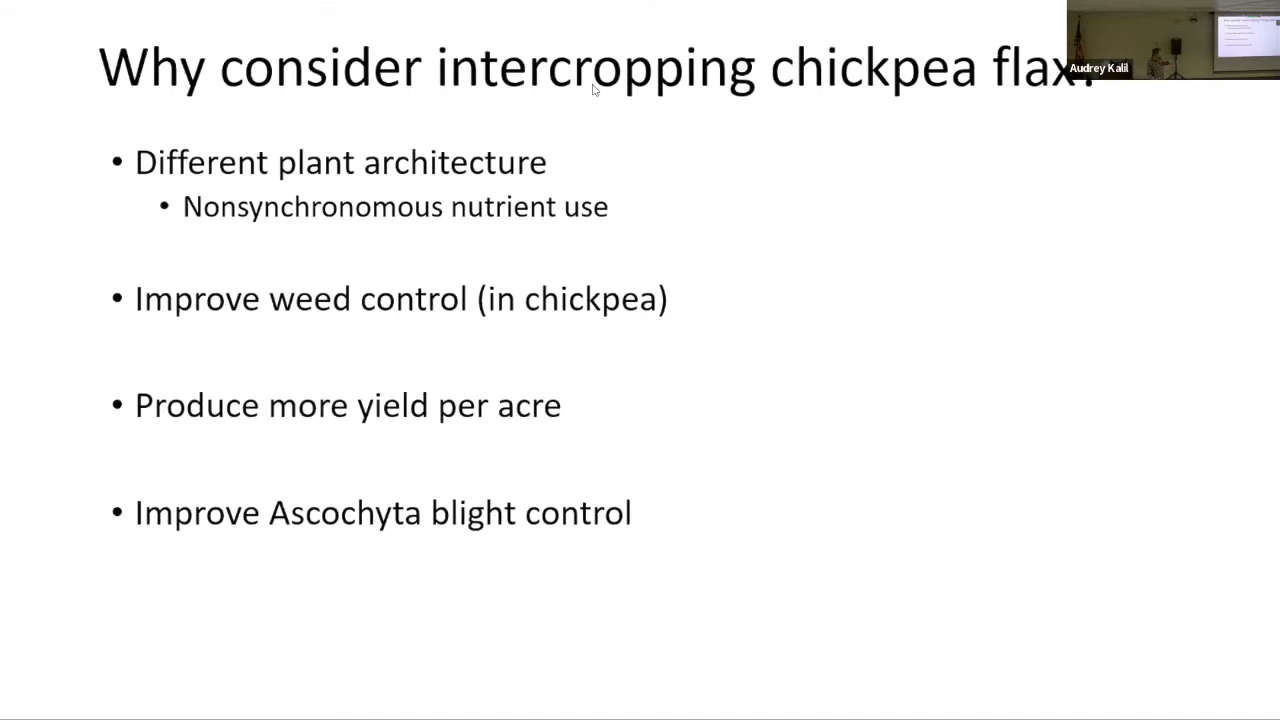 Why consider intercropping chickpea flax?
Audrey Kalil
• Different plant architecture
• Nonsynchronomous nutrient use
• Improve weed control (in chickpea)
• Produce more yield per acre
• Improve Ascochyta blight control